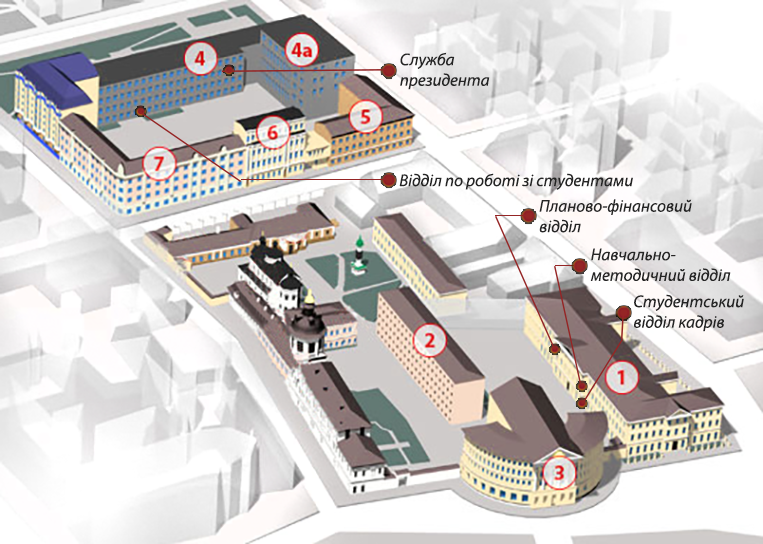 4
4а
Служба
президента
5
6
7
Відділ по роботі зі студентами
Планово-фінансовий
відділ
Навчально-
методичний відділ
Студентський
відділ кадрів
2
1
3